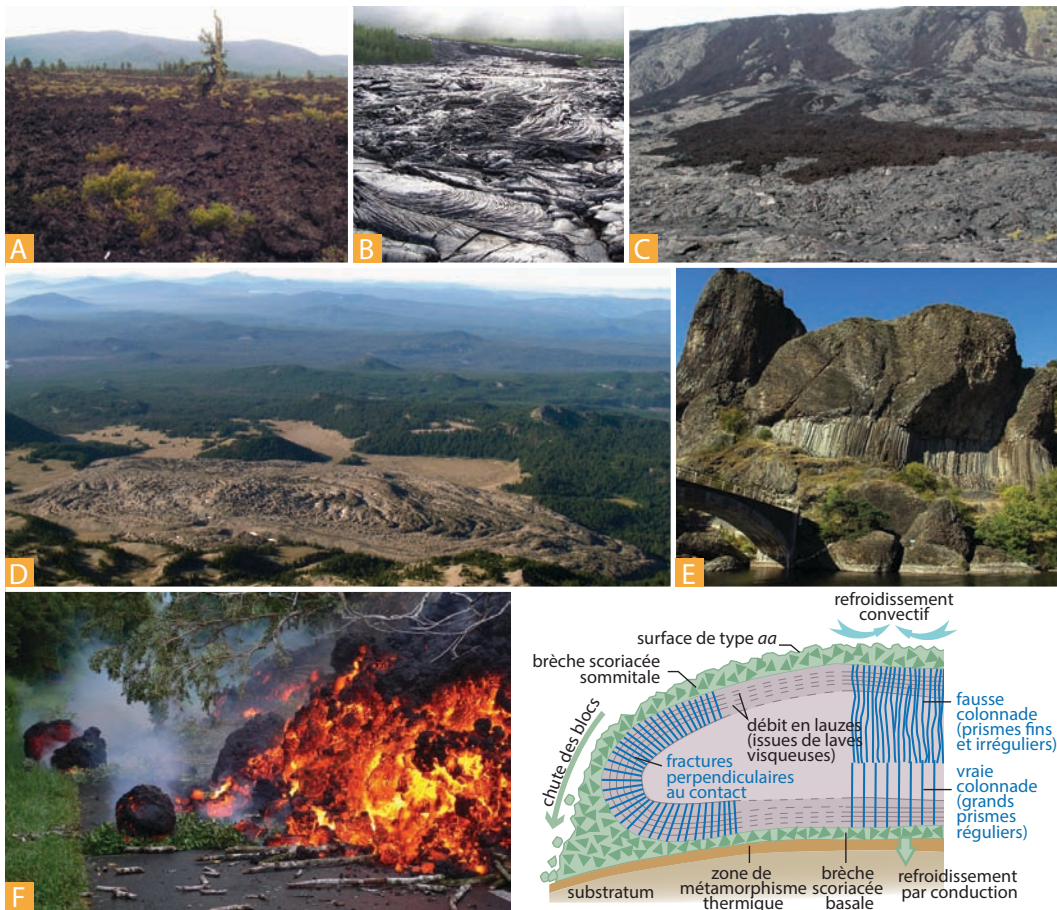 A
B
C
D
E
F
refroidissement
convectif
surface de type aa
brèche scoriacée
sommitale
chute des blocs
débit en lauzes
(issues de laves
visqueuses)
fractures
perpendiculaires
au contact
fausse
colonnade
(prismes fins
et irréguliers)
vraie
colonnade
(grands
prismes
réguliers)
substratum
zone de
métamorphisme
thermique
brèche
scoriacée
basale
refroidissement
par conduction